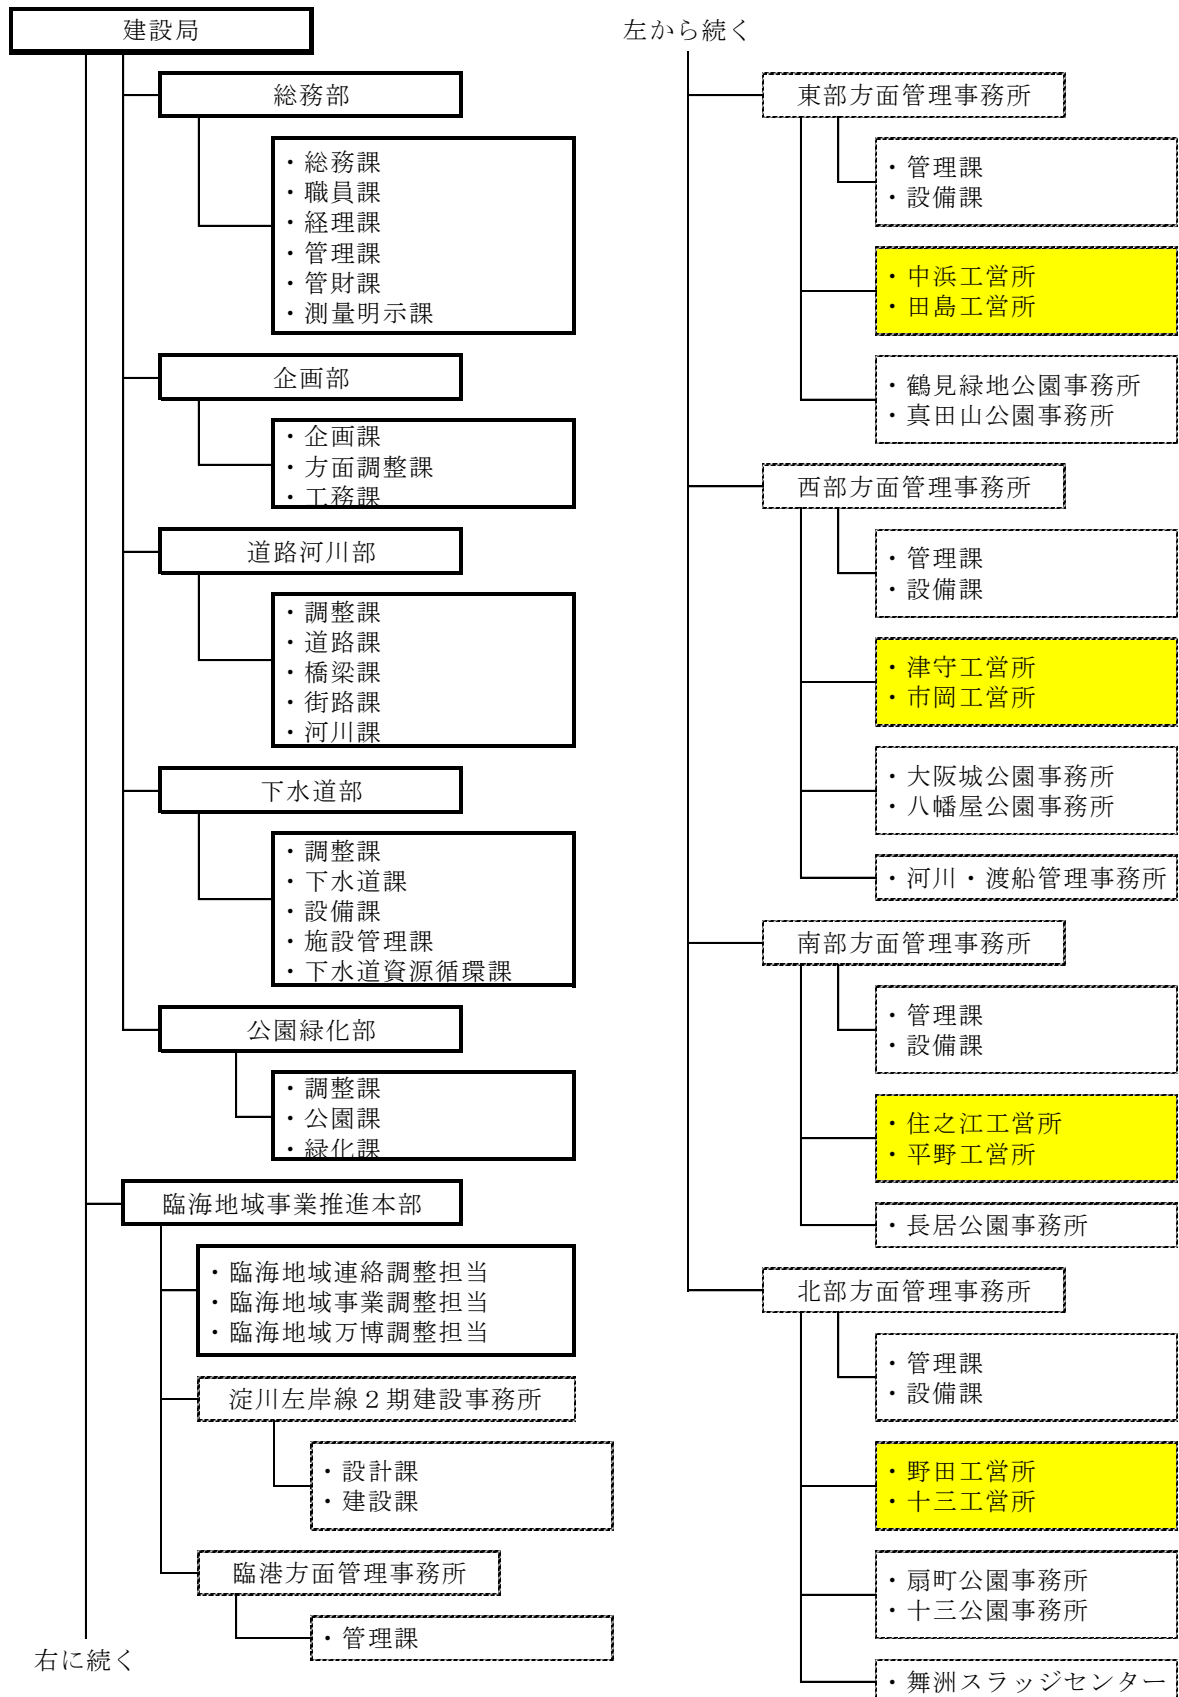 建設局
総務部
・総務課
・職員課
・経理課
・管理課
・管財課
・測量明示課
企画部
・企画課
・方面調整課
・工務課
道路河川部
・調整課
・道路課
・橋梁課
・街路課
・河川課
下水道部
・調整課
・下水道課
・設備課
・施設管理課
・下水道資源循環課
公園緑化部
・調整課
・公園課
・緑化課
臨海地域事業推進本部
・臨海地域連絡調整担当
・臨海地域事業調整担当
・臨海地域万博調整担当
淀川左岸線２期建設事務所
・設計課
・建設課
臨港方面管理事務所
・管理課
右に続く
左から続く
東部方面管理事務所
・管理課
・設備課
・中浜工営所
・田島工営所
・鶴見緑地公園事務所
・真田山公園事務所
西部方面管理事務所
・管理課
・設備課
・津守工営所
・市岡工営所
・大阪城公園事務所
・八幡屋公園事務所
・河川・渡船管理事務所
南部方面管理事務所
・管理課
・設備課
・住之江工営所
・平野工営所
・長居公園事務所
北部方面管理事務所
・管理課
・設備課
・野田工営所
・十三工営所
・扇町公園事務所
・十三公園事務所
・舞洲スラッジセンター